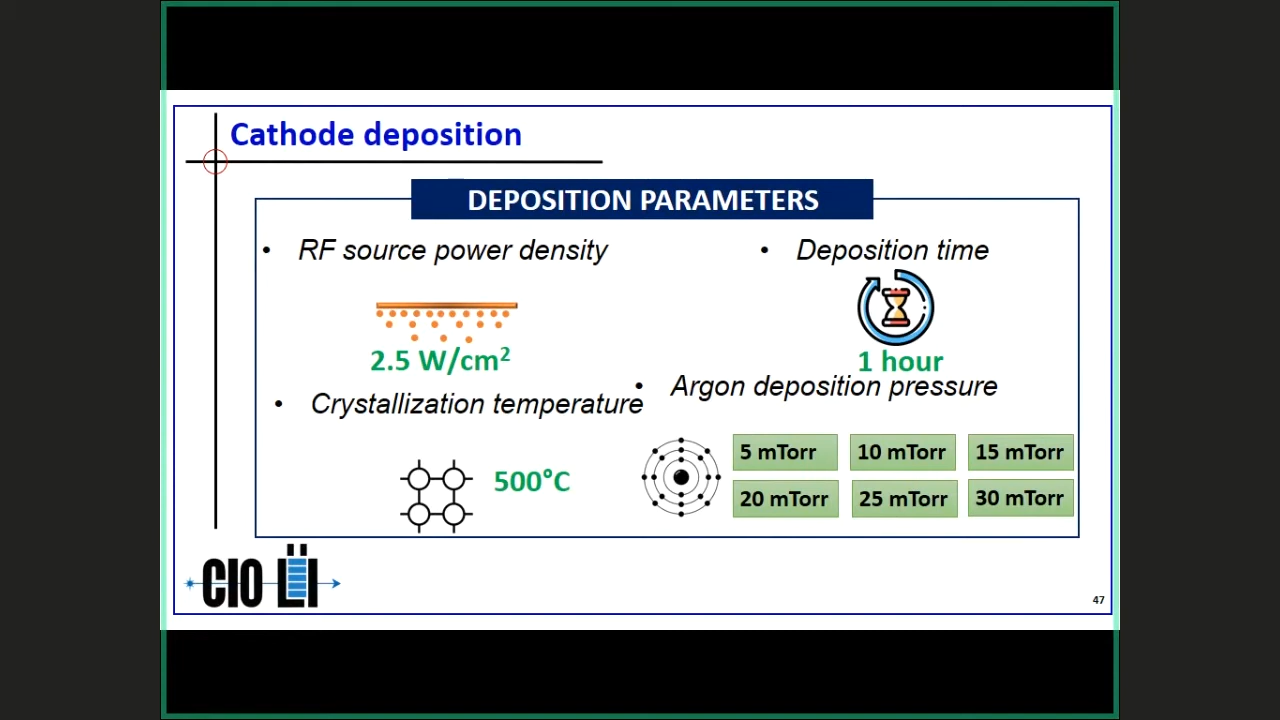 Cathode deposition
DEPOSITION PARAMETERS
• RF source power density
2.5 W/cm²
• Deposition time
1 hour
• Crystallization temperature
500°C
• Argon deposition pressure
5 mTorr
10 mTorr
15 mTorr
20 mTorr
25 mTorr
30 mTorr
CIO LI
47